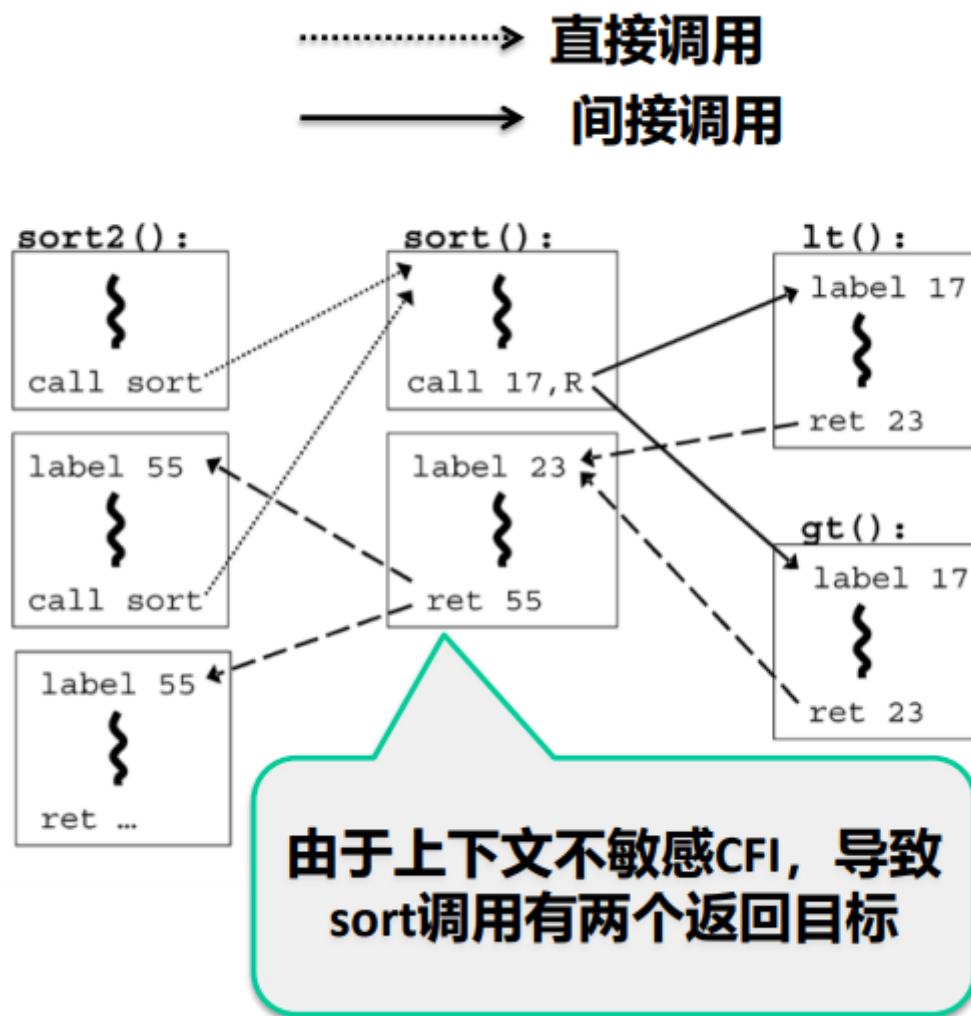 直接调用
间接调用
sort2():
call sort
label 55
call sort
label 55
ret …
sort():
call 17,R
label 23
ret 55
lt():
label 17
ret 23
gt():
label 17
ret 23
由于上下文不敏感CFI，导致
sort调用有两个返回目标